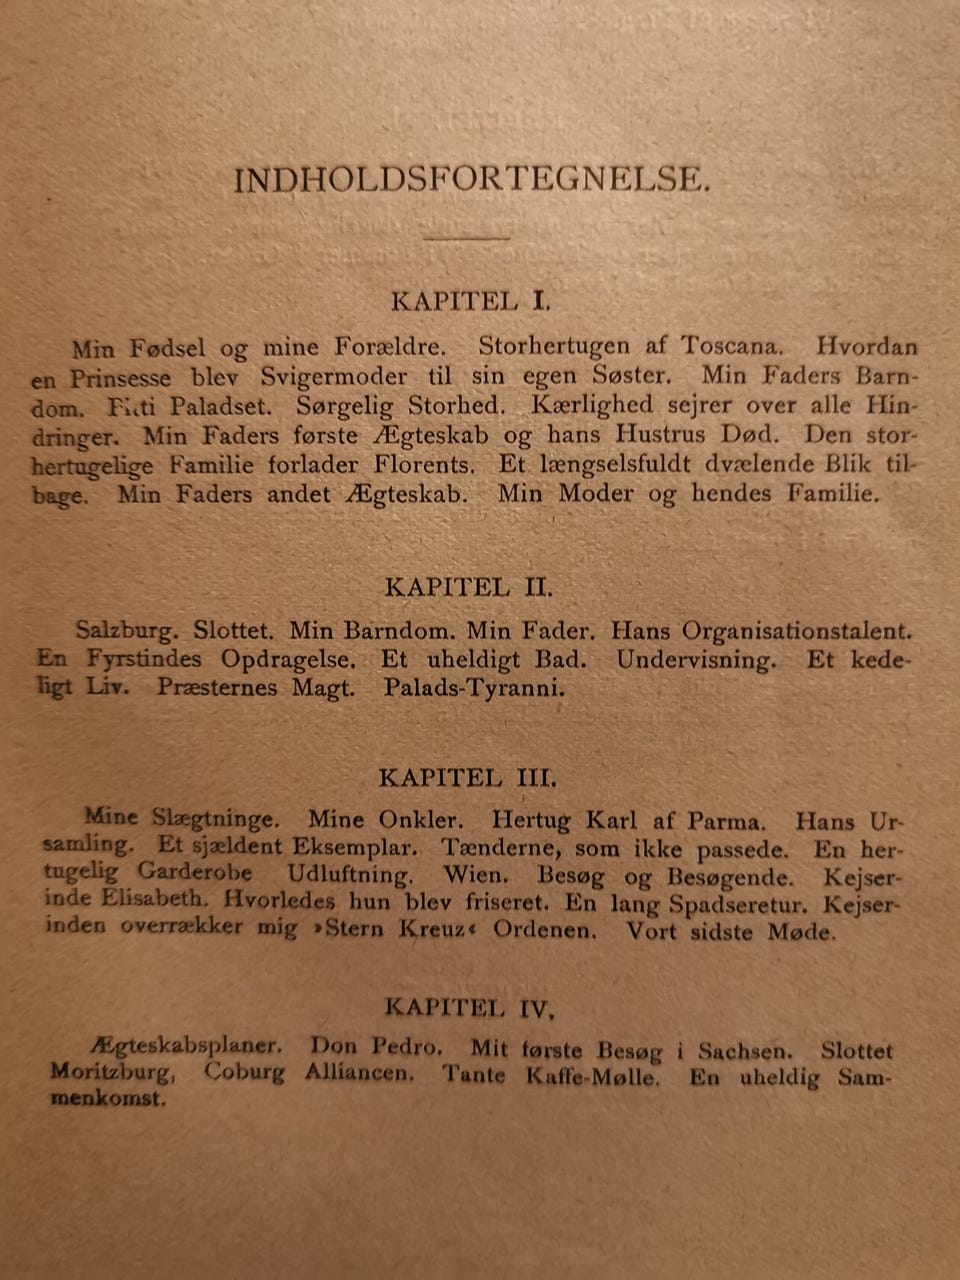 INDHOLDSFORTEGNELSE.
KAPITEL I.
Min Fødsel og mine Forældre. Storhertugen af Toscana. Hvordan
en Prinsesse blev Svigermoder til sin egen Søster. Min Faders Barn-
dom. Paladset. Sørgelig Storhed. Kærlighed sejrer over alle Hin-
dringer. Min Faders første Ægteskab og hans Hustrus Død. Den stor-
hertugelige Familie forlader Florents. Et længselsfuldt dvælende Blik til-
bage. Min Faders andet Ægteskab. Min Moder og hendes Familie.
KAPITEL II.
Salzburg. Slottet. Min Barndom. Min Fader. Hans Organisationstalent.
En Fyrstindes Opdragelse. Et uheldigt Bad. Undervisning. Et kede-
ligt Liv. Præsternes Magt. Palads-Tyranni.
KAPITEL III.
Mine Slægtninge. Mine Onkler. Hertug Karl af Parma. Hans Ur-
samling. Et sjældent Eksemplar. Tænderne, som ikke passede. En her-
tugelig Garderobe Udluftning. Wien. Besøg og Besøgende. Kejser-
inde Elisabeth. Hvorledes hun blev friseret. En lang Spadseretur. Kejser-
inden overrækker mig »Stern Kreuz« Ordenen. Vort sidste Møde.
KAPITEL IV.
Ægteskabsplaner. Don Pedro. Mit første Besøg i Sachsen. Slottet
Moritzburg, Coburg Alliancen. Tante Kaffe-Mølle. En uheldig Sam-
menkomst.